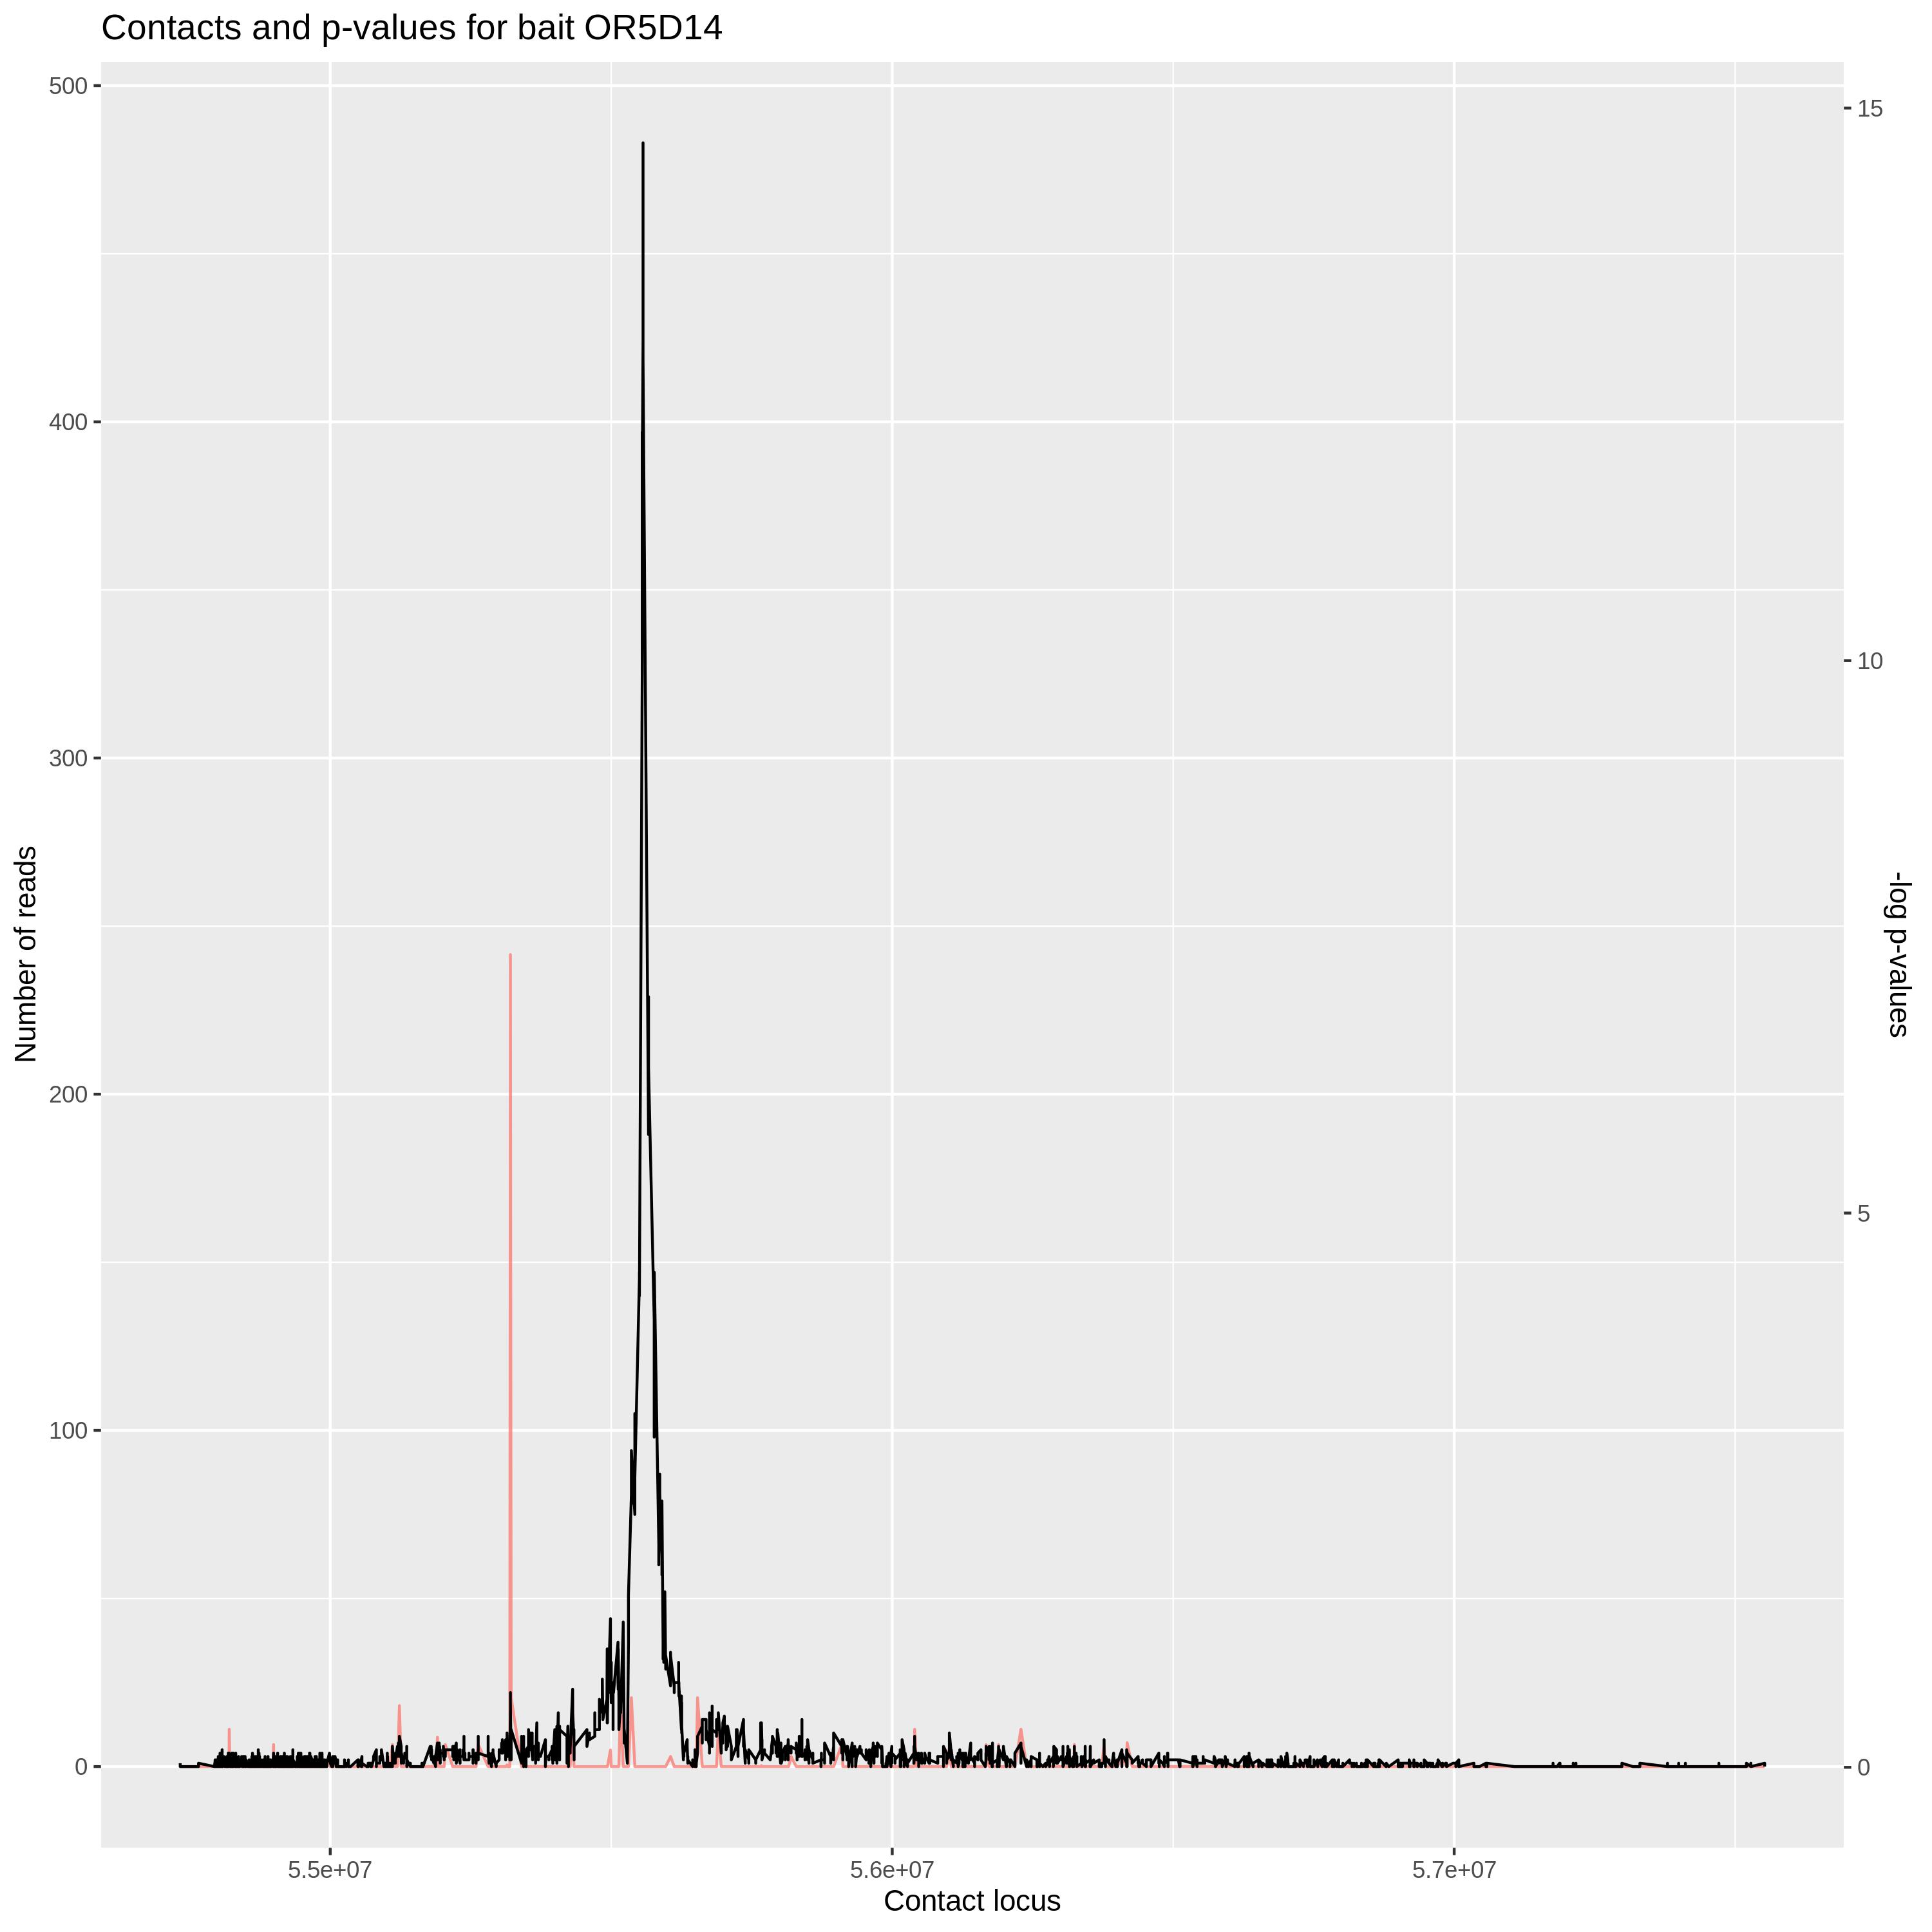 Contacts and p-values for bait OR5D14
500
400
300
200
100
0
Number of reads
15
10
5
0
-log p-values
5.5e+07
5.6e+07
5.7e+07
Contact locus